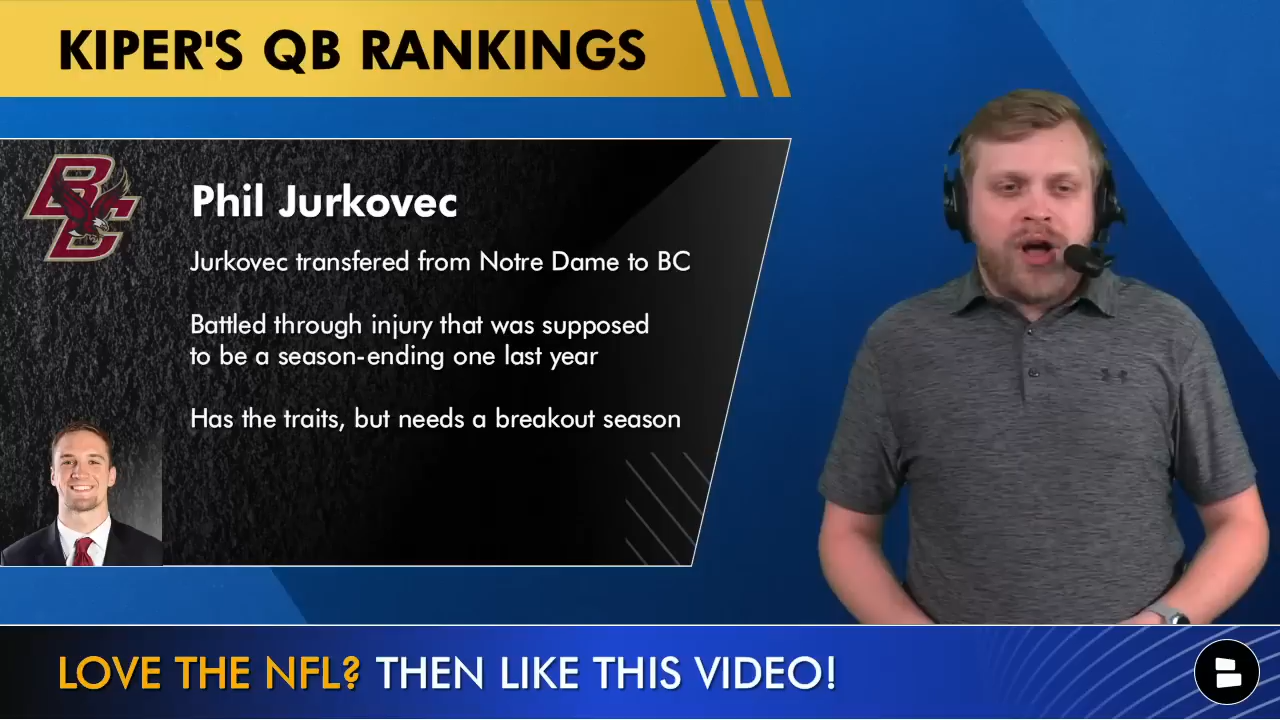 KIPER'S QB RANKINGS
BC
Phil Jurkovec
Jurkovec transfered from Notre Dame to BC
Battled through injury that was supposed
to be a season-ending one last year
Has the traits, but needs a breakout season
LOVE THE NFL? THEN LIKE THIS VIDEO!